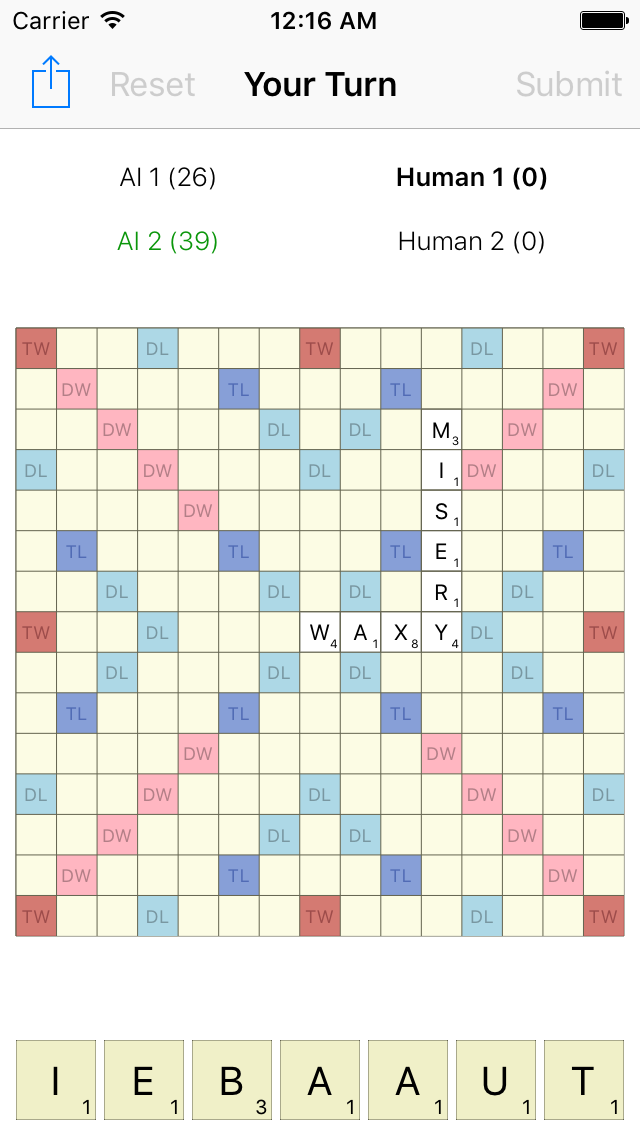 Carrier 12:16 AM
Reset Your Turn Submit
AI 1 (26) Human 1 (0)
AI 2 (39) Human 2 (0)
TW DL TW DL TW
DW TL TL DW
DW DL DL M3 DW
DL DW DL I1 DW DL
DW S1
TL TL TL E1 TL
DL DL DL R1 DL
TW DL W4 A1 X8 Y4 DL TW
DL DL DL DL
TL TL TL TL
DW DW
DL DW DL DW DL
DW DL DL DW
DW TL TL DW
TW DL TW DL TW
I1 E1 B3 A1 A1 U1 T1